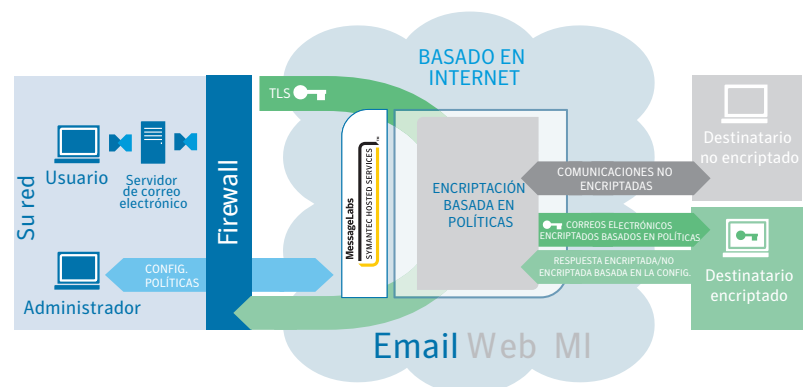 BASADO EN
INTERNET
TLS
Su red
Usuario
Servidor
de correo
electrónico
Firewall
MessageLabs
SYMANTEC HOSTED SERVICES
TM
ENCRIPTACIÓN
BASADA EN
POLÍTICAS
Destinatario
no encriptado
COMUNICACIONES NO
ENCRIPTADAS
CORREOS ELECTRÓNICOS
ENCRIPTADOS BASADOS EN POLÍTICAS
RESPUESTA ENCRIPTADA/NO
ENCRIPTADA BASADA EN LA CONFIG.
Destinatario
encriptado
CONFIG.
POLÍTICAS
Administrador
Email Web MI